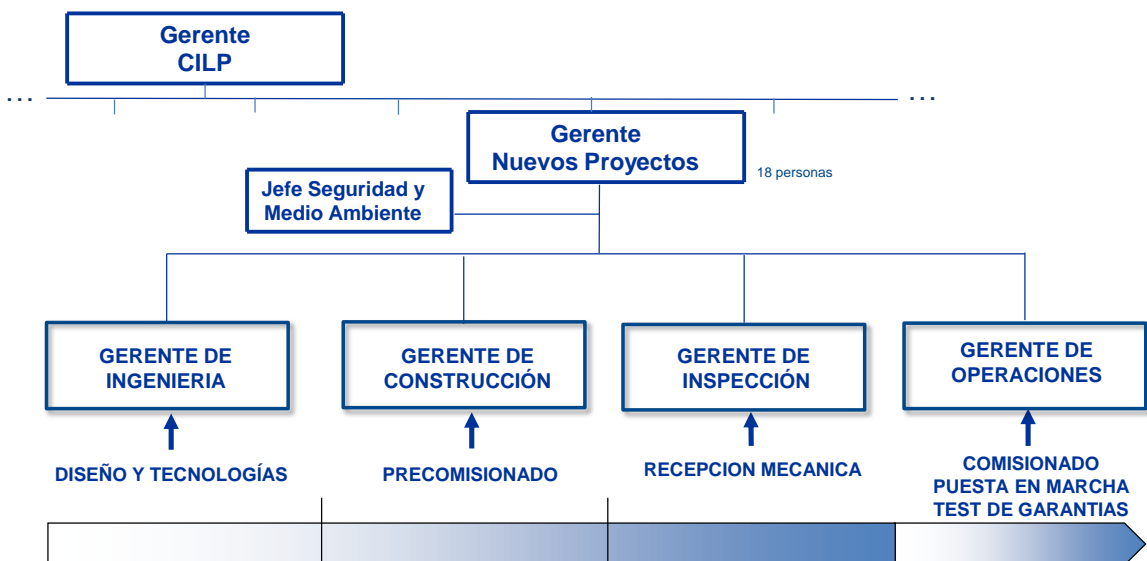 Gerente
CILP
...
...
Gerente
Nuevos Proyectos
18 personas
Jefe Seguridad y
Medio Ambiente
GERENTE DE
INGENIERIA
GERENTE DE
CONSTRUCCIÓN
GERENTE DE
INSPECCIÓN
GERENTE DE
OPERACIONES
DISEÑO Y TECNOLOGÍAS
PRECOMISIONADO
RECEPCION MECANICA
COMISIONADO
PUESTA EN MARCHA
TEST DE GARANTIAS